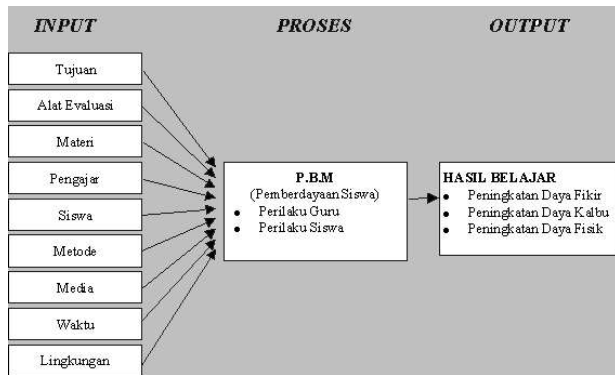 INPUT
PROSES
OUTPUT
Tujuan
Alat Evaluasi
Materi
Pengajar
Siswa
Metode
Media
Waktu
Lingkungan
P.B.M
(Pemberdayaan Siswa)
● Perilaku Guru
● Perilaku Siswa
HASIL BELAJAR
● Peningkatan Daya Fikir
● Peningkatan Daya Kalbu
● Peningkatan Daya Fisik